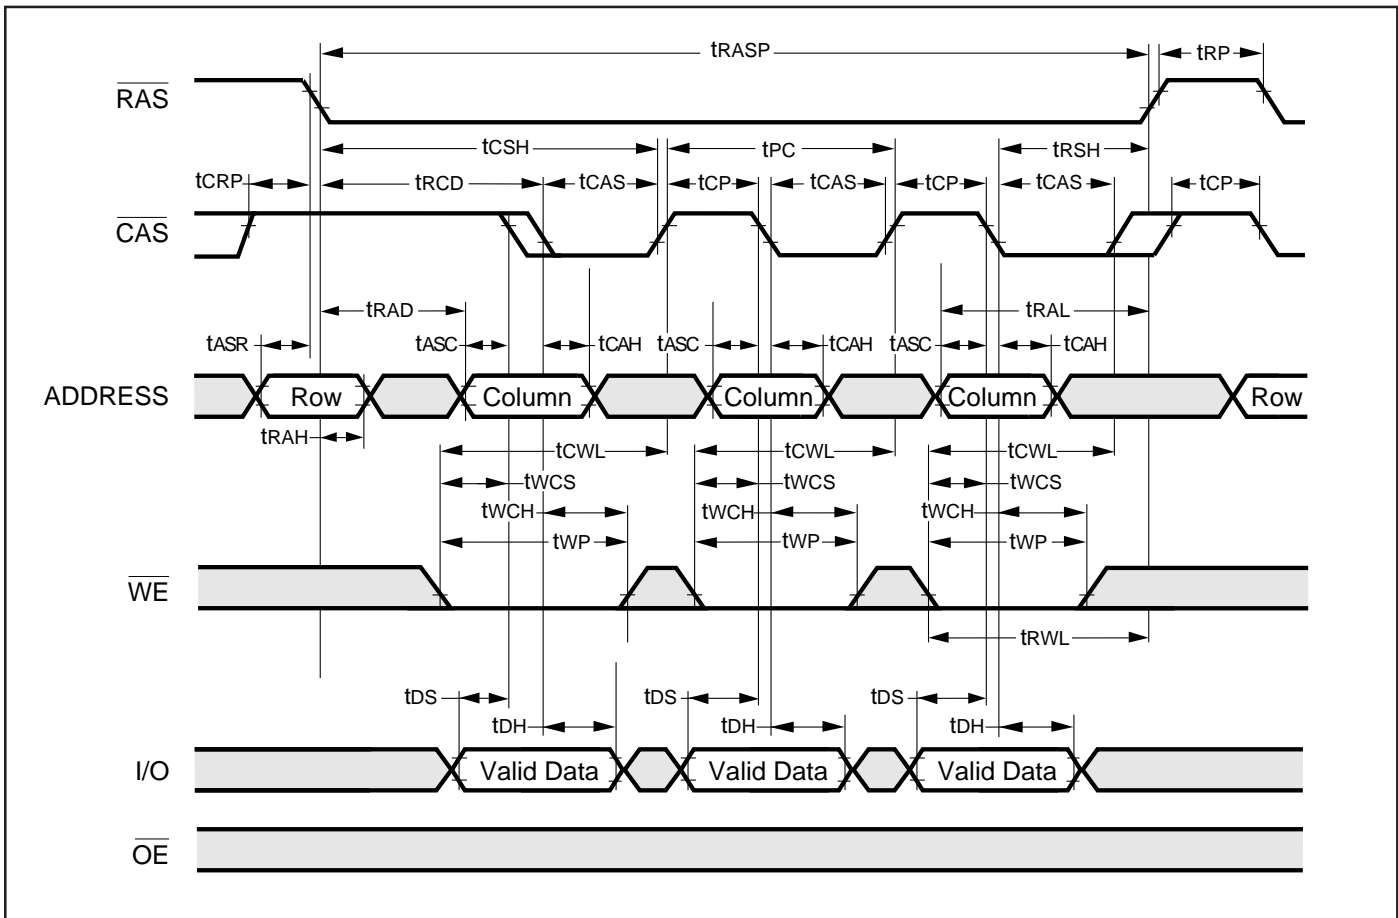 tRASP tRP
RAS
tCSH tPC tRSH
tCRP tRCD tCAS tCP tCAS tCP tCAS tCP
CAS
tRAD tRAL
tASR tASC tCAH tASC tCAH tASC tCAH
ADDRESS Row Column Column Column Row
tRAH
tCWL tCWL tCWL
tWCS tWCS tWCS
tWCH tWCH tWCH
tWP tWP tWP
WE
tRWL
tDS tDS tDS
tDH tDH tDH
I/O Valid Data Valid Data Valid Data
OE